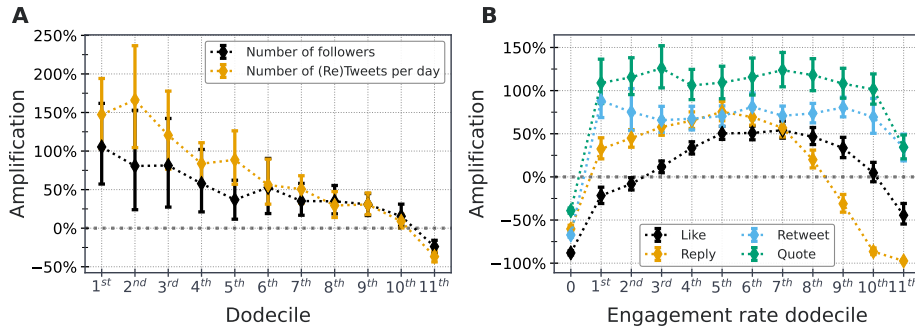 A
B
250%
200%
150%
100%
50%
0%
−50%
Amplification
Number of followers
Number of (Re)Tweets per day
1st 2nd 3rd 4th 5th 6th 7th 8th 9th 10th 11th
Dodecile
150%
100%
50%
0%
−50%
−100%
Amplification
Like
Reply
Retweet
Quote
0 1st 2nd 3rd 4th 5th 6th 7th 8th 9th 10th 11th
Engagement rate dodecile